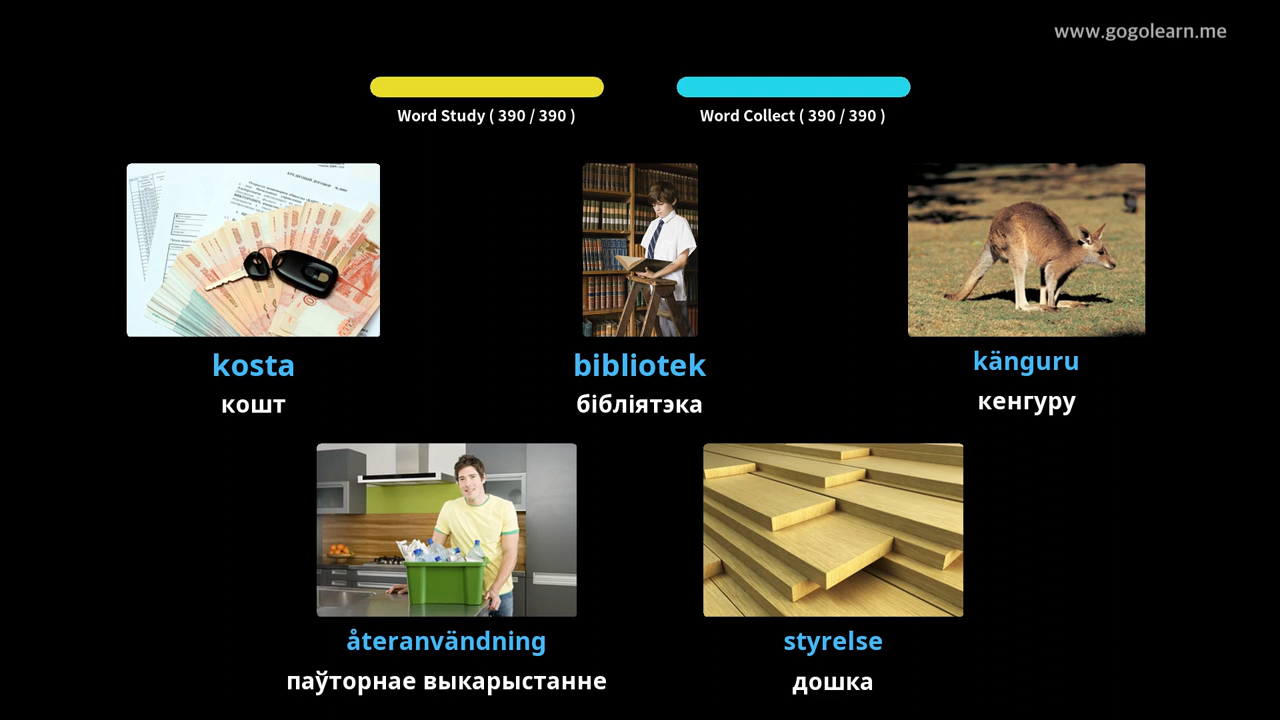 www.gogolearn.me
Word Study ( 390 / 390 )
Word Collect ( 390 / 390 )
kosta
кошт
bibliotek
бібліятэка
känguru
кенгуру
återanvändning
паўторнае выкарыстанне
styrelse
дошка